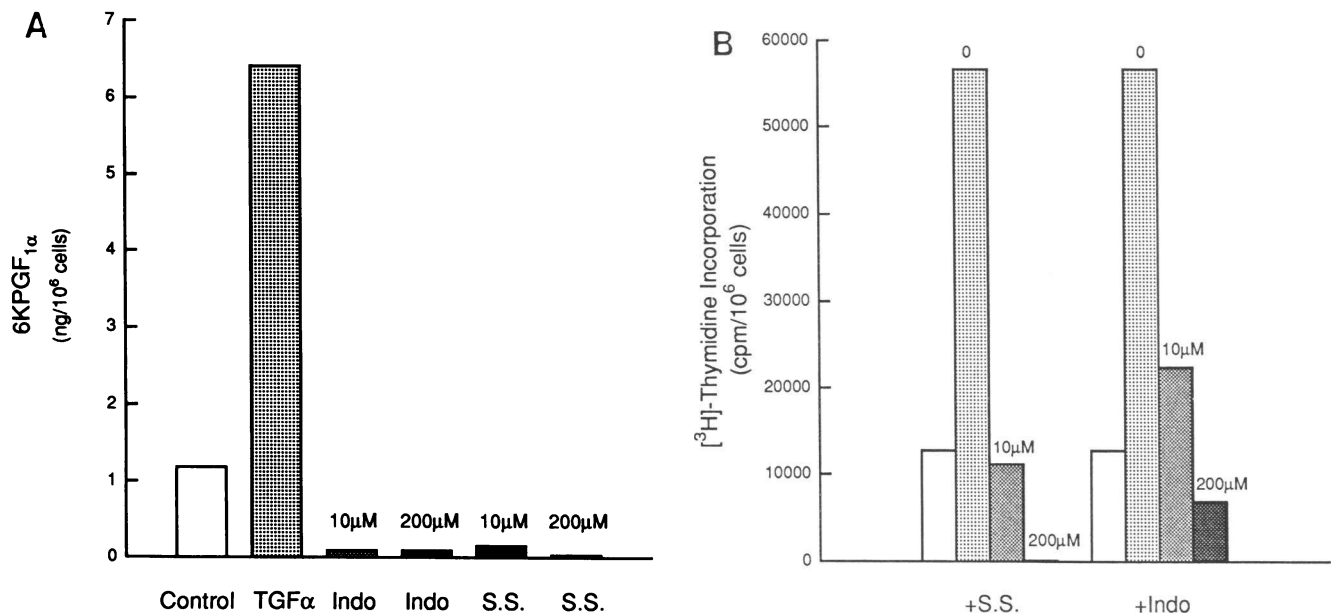 A
7
6
5
4
3
2
1
0
6KPGF1α
(ng/10⁶ cells)
10μM 200μM 10μM 200μM
Control TGFα Indo Indo S.S. S.S.
B
60000
50000
40000
30000
20000
10000
0
[³H]-Thymidine Incorporation
(cpm/10⁶ cells)
0
10μM
200μM
0
10μM
200μM
+S.S. +Indo